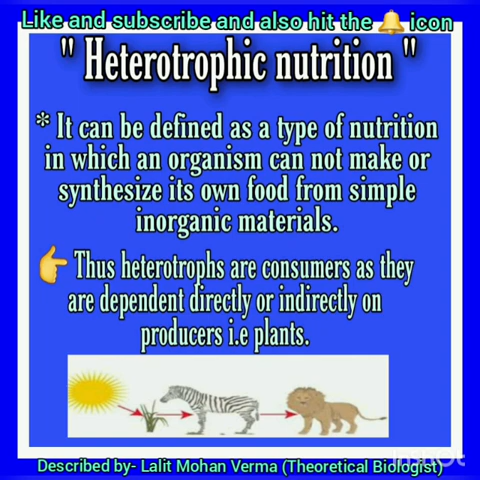 Like and subscribe and also hit the 🔔 icon
" Heterotrophic nutrition "
* It can be defined as a type of nutrition
in which an organism can not make or
synthesize its own food from simple
inorganic materials.
👉 Thus heterotrophs are consumers as they
are dependent directly or indirectly on
producers i.e plants.
Described by- Lalit Mohan Verma (Theoretical Biologist)